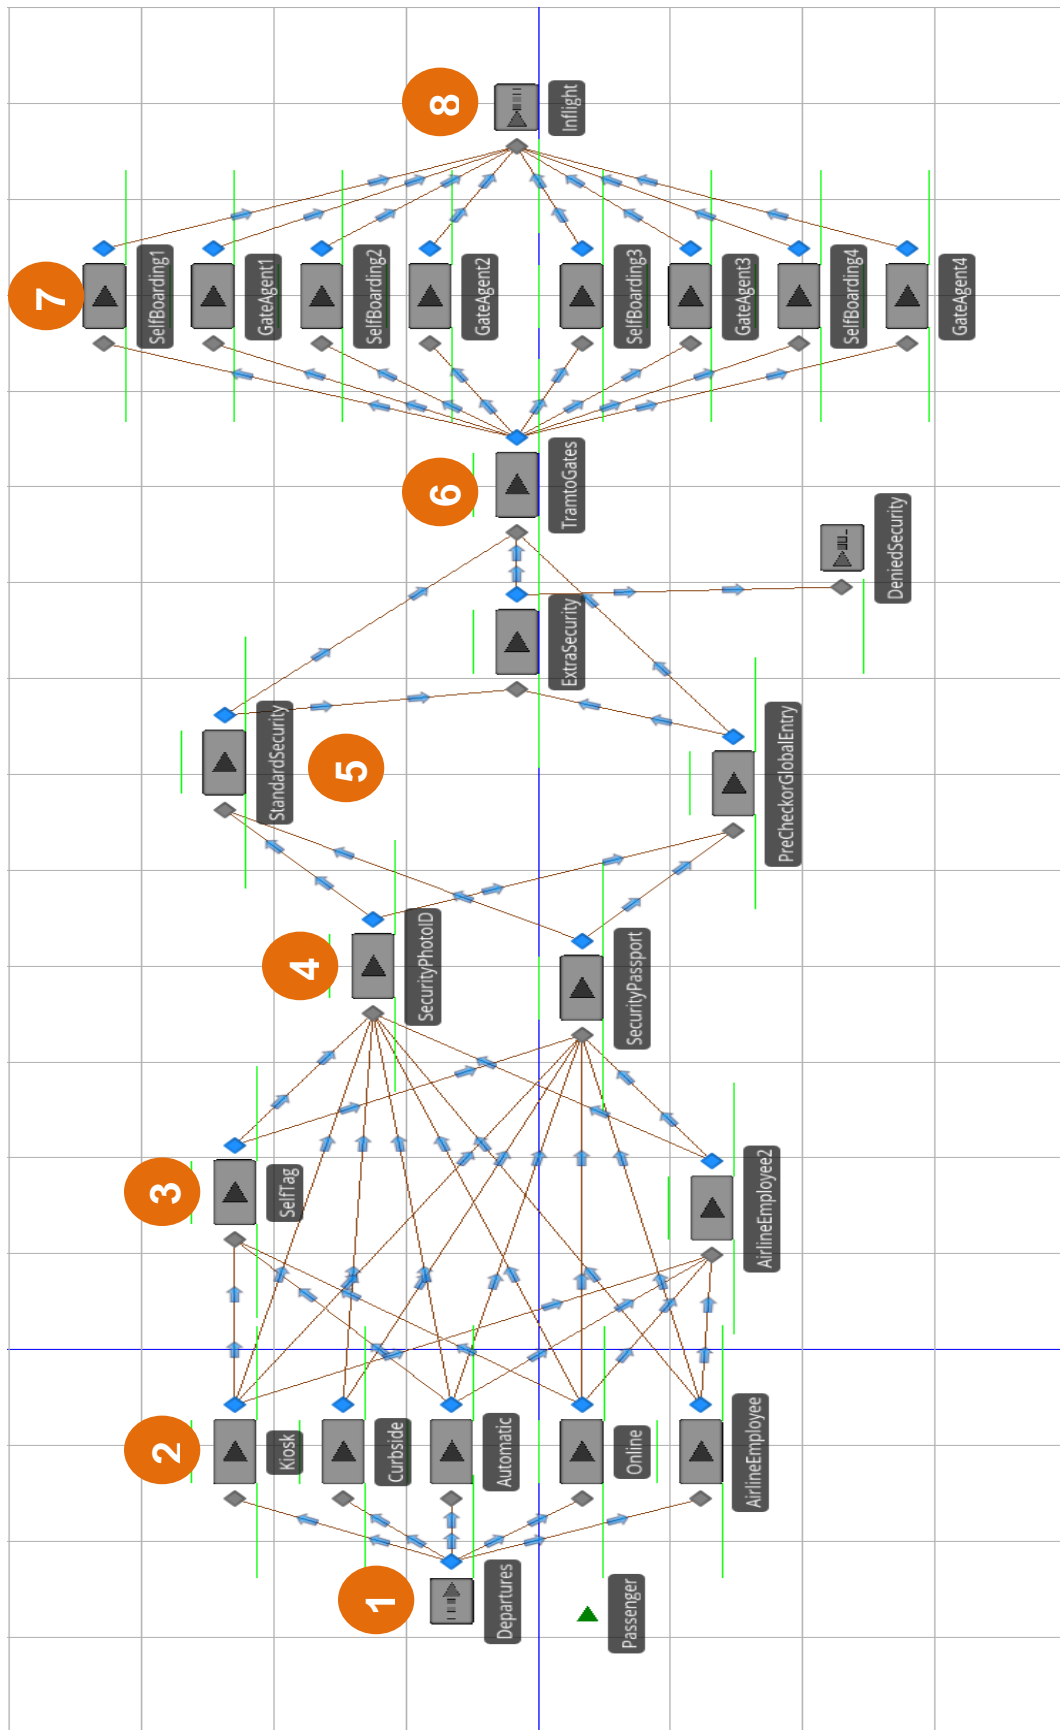 1
Departures
Passenger
2
Kiosk
Curbside
Automatic
Online
AirlineEmployee
3
SelfTag
AirlineEmployee2
4
SecurityPhotoID
SecurityPassport
5
StandardSecurity
PreCheckorGlobalEntry
ExtraSecurity
DeniedSecurity
6
TramtoGates
7
SelfBoarding1
GateAgent1
SelfBoarding2
GateAgent2
SelfBoarding3
GateAgent3
SelfBoarding4
GateAgent4
8
Inflight